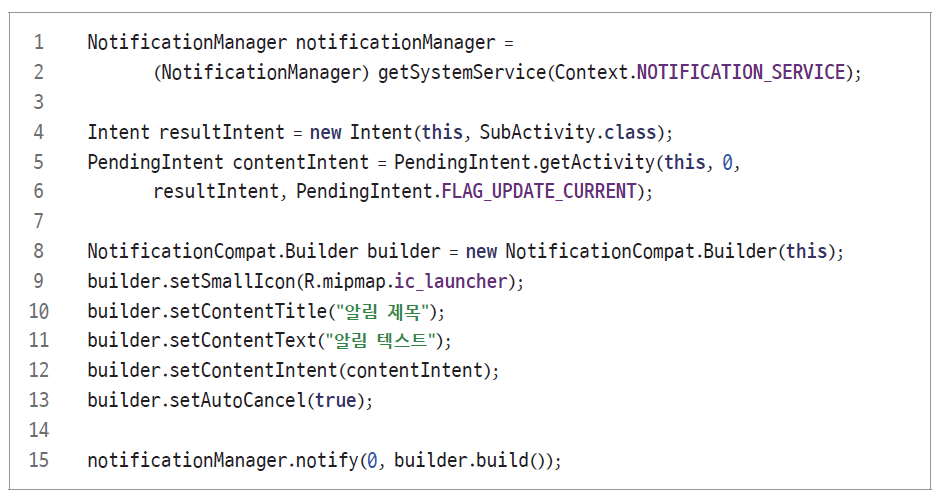 1 NotificationManager notificationManager =
2 (NotificationManager) getSystemService(Context.NOTIFICATION_SERVICE);
3
4 Intent resultIntent = new Intent(this, SubActivity.class);
5 PendingIntent contentIntent = PendingIntent.getActivity(this, 0,
6 resultIntent, PendingIntent.FLAG_UPDATE_CURRENT);
7
8 NotificationCompat.Builder builder = new NotificationCompat.Builder(this);
9 builder.setSmallIcon(R.mipmap.ic_launcher);
10 builder.setContentTitle("알림 제목");
11 builder.setContentText("알림 텍스트");
12 builder.setContentIntent(contentIntent);
13 builder.setAutoCancel(true);
14
15 notificationManager.notify(0, builder.build());